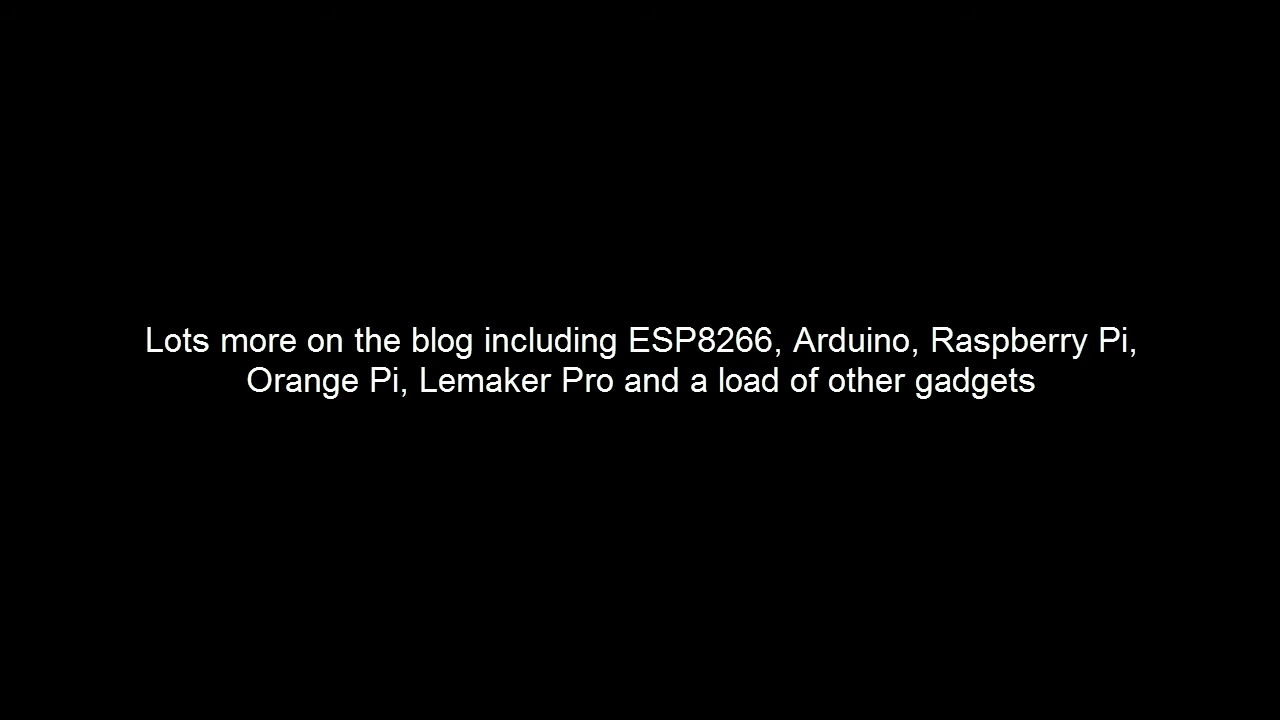 Lots more on the blog including ESP8266, Arduino, Raspberry Pi,
Orange Pi, Lemaker Pro and a load of other gadgets